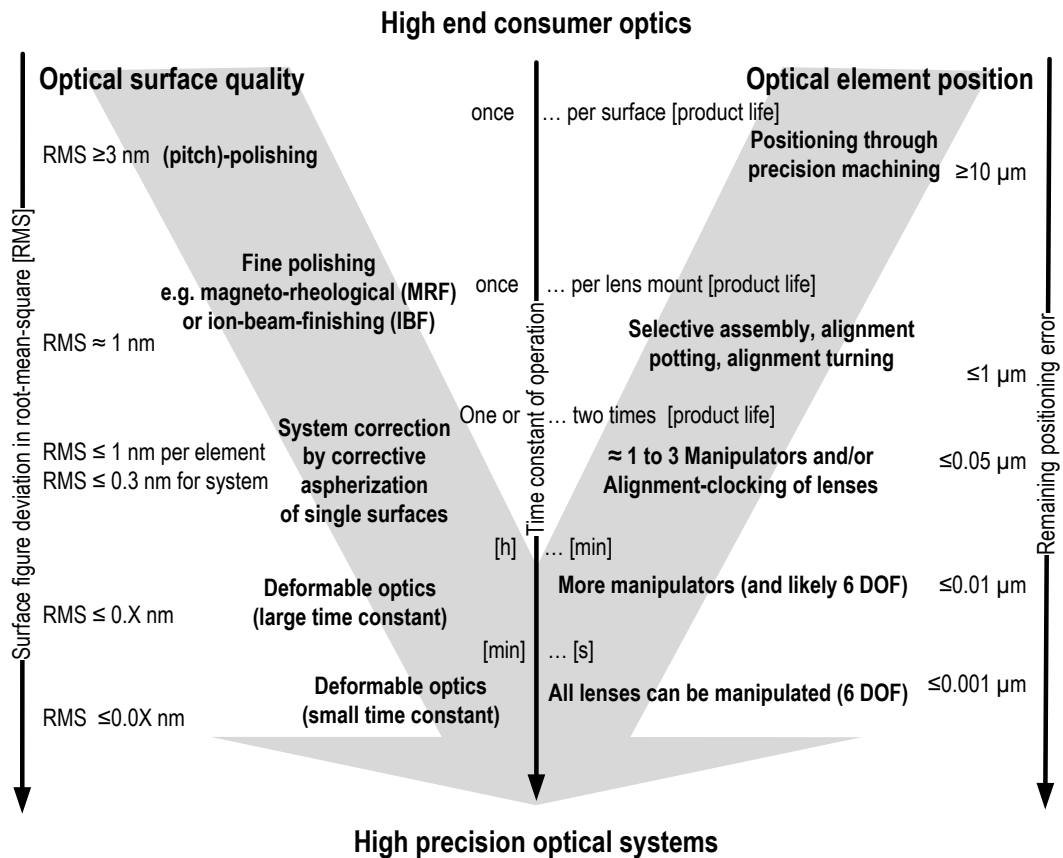 High end consumer optics
Optical surface quality
Optical element position
once … per surface [product life]
RMS ≥3 nm (pitch)-polishing
Positioning through
precision machining
≥10 µm
Fine polishing
e.g. magneto-rheological (MRF)
or ion-beam-finishing (IBF)
once … per lens mount [product life]
RMS ≈ 1 nm
Selective assembly, alignment
potting, alignment turning
≤1 µm
One or … two times [product life]
RMS ≤ 1 nm per element
RMS ≤ 0.3 nm for system
System correction
by corrective
aspherization
of single surfaces
≈ 1 to 3 Manipulators and/or
Alignment-clocking of lenses
≤0.05 µm
[h] … [min]
Deformable optics
(large time constant)
RMS ≤ 0.X nm
More manipulators (and likely 6 DOF)
≤0.01 µm
[min] … [s]
Deformable optics
(small time constant)
RMS ≤0.0X nm
All lenses can be manipulated (6 DOF)
≤0.001 µm
Surface figure deviation in root-mean-square [RMS]
Time constant of operation
Remaining positioning error
High precision optical systems